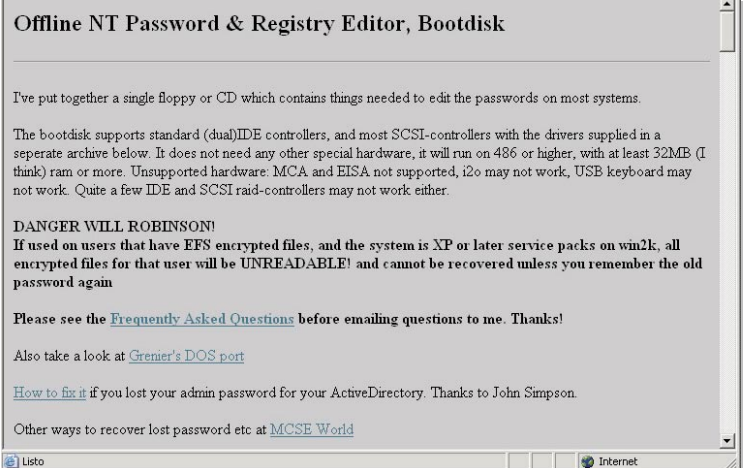 Offline NT Password & Registry Editor, Bootdisk
I've put together a single floppy or CD which contains things needed to edit the passwords on most systems.
The bootdisk supports standard (dual)IDE controllers, and most SCSI-controllers with the drivers supplied in a
seperate archive below. It does not need any other special hardware, it will run on 486 or higher, with at least 32MB (I
think) ram or more. Unsupported hardware: MCA and EISA not supported, i2o may not work, USB keyboard may
not work. Quite a few IDE and SCSI raid-controllers may not work either.
DANGER WILL ROBINSON!
If used on users that have EFS encrypted files, and the system is XP or later service packs on win2k, all
encrypted files for that user will be UNREADABLE! and cannot be recovered unless you remember the old
password again
Please see the Frequently Asked Questions before emailing questions to me. Thanks!
Also take a look at Grenier's DOS port
How to fix it if you lost your admin password for your ActiveDirectory. Thanks to John Simpson.
Other ways to recover lost password etc at MCSE World
Listo
Internet